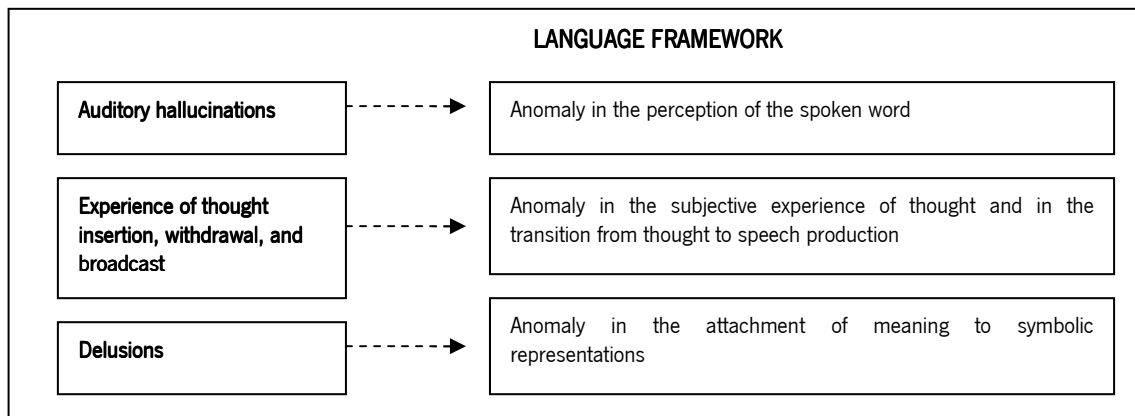 LANGUAGE FRAMEWORK
Auditory hallucinations
Anomaly in the perception of the spoken word
Experience of thought
insertion, withdrawal, and
broadcast
Anomaly in the subjective experience of thought and in the
transition from thought to speech production
Delusions
Anomaly in the attachment of meaning to symbolic
representations